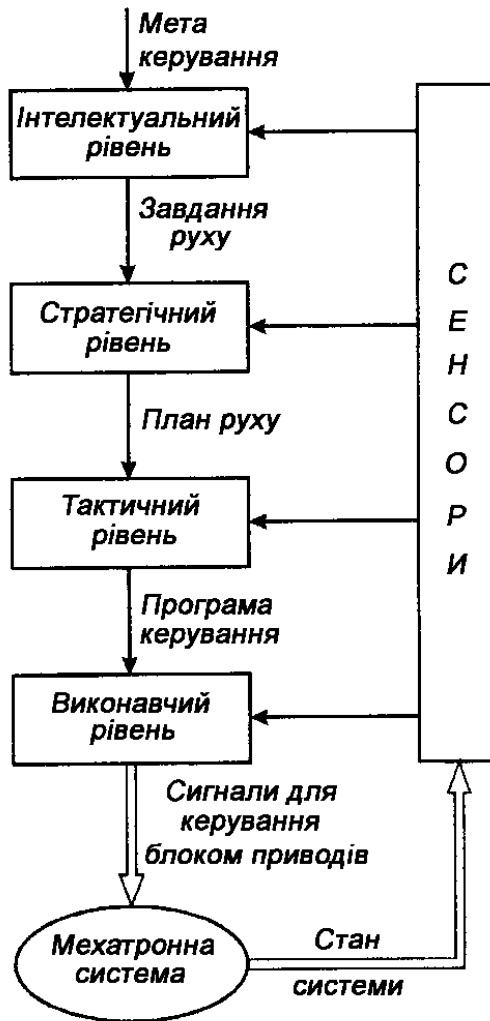 Мета
керування
Інтелектуальний
рівень
Завдання
руху
Стратегічний
рівень
План руху
Тактичний
рівень
Програма
керування
Виконавчий
рівень
Сигнали для
керування
блоком приводів
Мехатронна
система
Стан
системи
С
Е
Н
С
О
Р
И